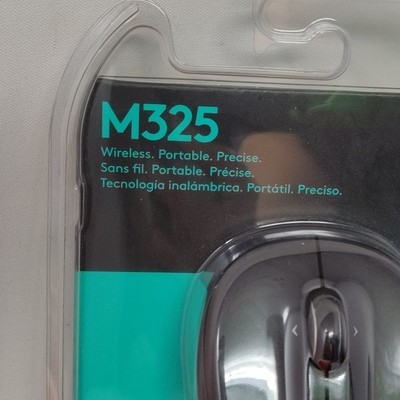 M325
Wireless. Portable. Precise.
Sans fil. Portable. Précise.
Tecnología inalámbrica. Portátil. Preciso.